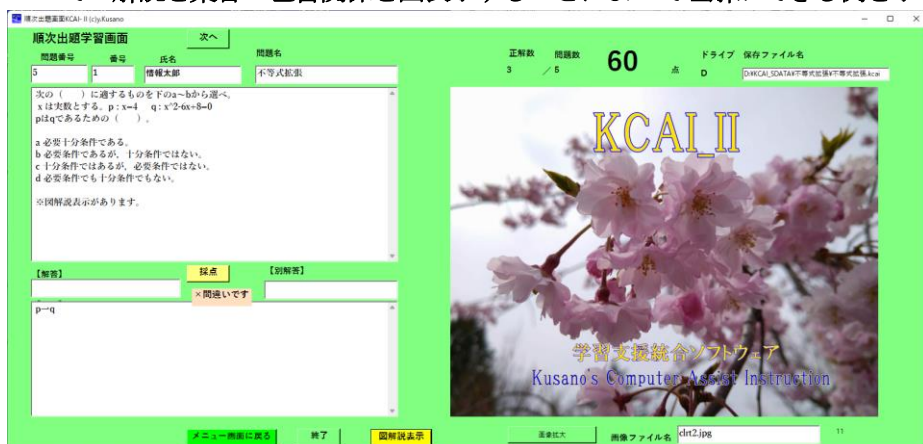 順次出題画面KCAI-II (c)y.Kusano
順次出題学習画面
次へ
問題番号
番号
氏名
問題名
5
1
情報太郎
不等式拡張
正解数
問題数
3
／
5
60
点
ドライブ
保存ファイル名
D
D:¥KCAI_SDATA¥不等式拡張¥不等式拡張.kcai
次の（　　）に適するものを下のa～bから選べ。
xは実数とする。p：x=4　q：x^2-6x+8=0
pはqであるための（　　）。
a 必要十分条件である。
b 必要条件であるが、十分条件ではない。
c 十分条件ではあるが、必要条件ではない。
d 必要条件でも十分条件でもない。
※図解説表示があります。
【解答】
採点
【別解答】
×間違いです
p→q
メニュー画面に戻る
終了
図解説表示
KCAI_II
学習支援統合ソフトウェア
Kusano's Computer Assist Instruction
画像拡大
画像ファイル名
clrt2.jpg
11